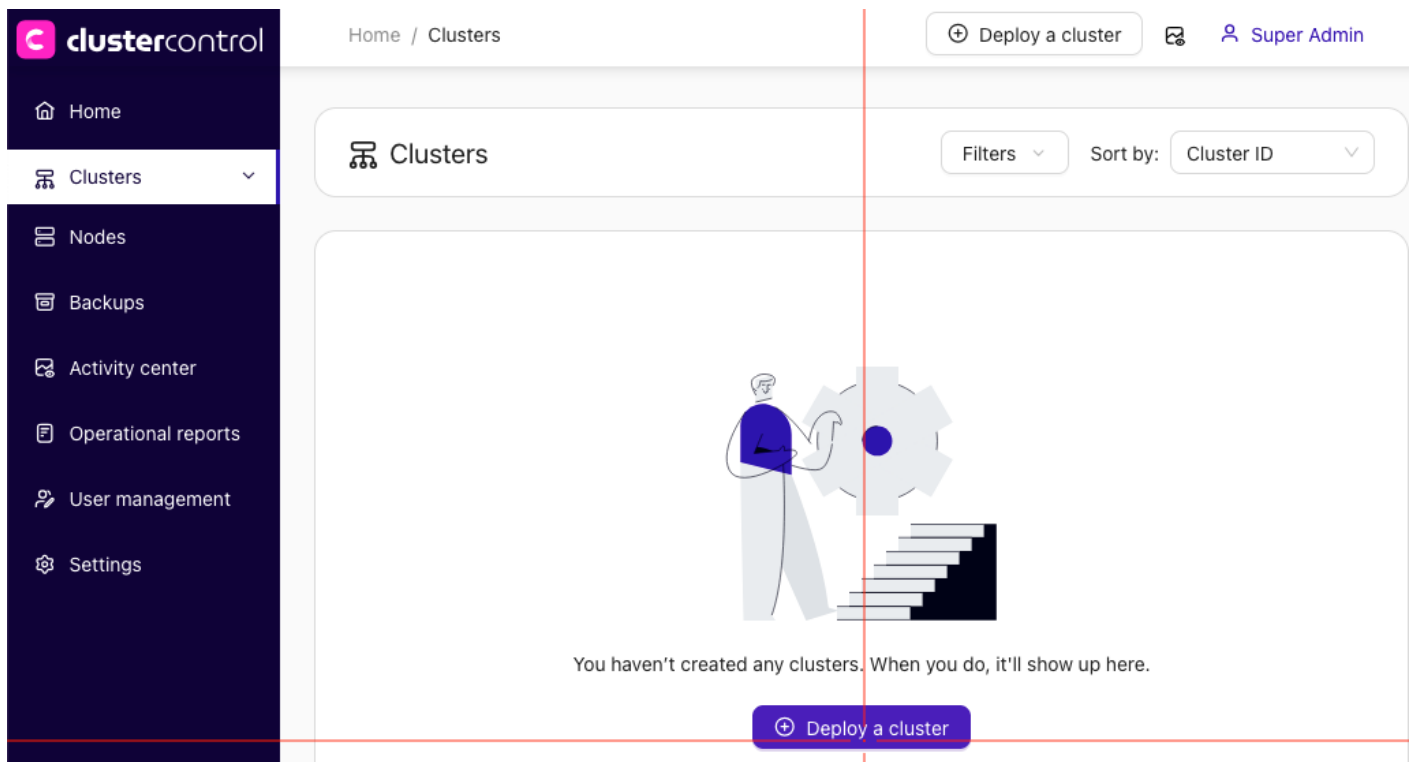 clustercontrol
Home / Clusters
Deploy a cluster
Super Admin
Home
Clusters
Nodes
Backups
Activity center
Operational reports
User management
Settings
Clusters
Filters
Sort by:
Cluster ID
You haven’t created any clusters. When you do, it'll show up here.
Deploy a cluster